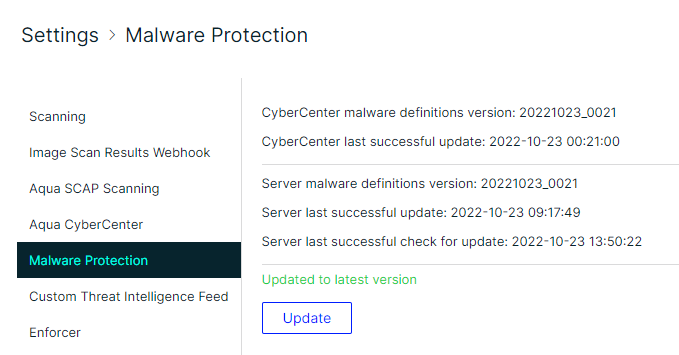 Settings > Malware Protection
Scanning
Image Scan Results Webhook
Aqua SCAP Scanning
Aqua CyberCenter
Malware Protection
Custom Threat Intelligence Feed
Enforcer
CyberCenter malware definitions version: 20221023_0021
CyberCenter last successful update: 2022-10-23 00:21:00
Server malware definitions version: 20221023_0021
Server last successful update: 2022-10-23 09:17:49
Server last successful check for update: 2022-10-23 13:50:22
Updated to latest version
Update